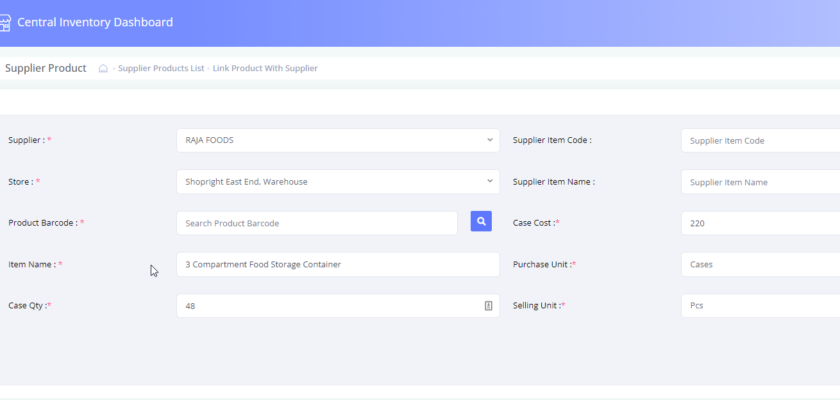 Central Inventory Dashboard
Supplier Product
Supplier Products List
Link Product With Supplier
Supplier : * RAJA FOODS Supplier Item Code : Supplier Item Code
Store : * Shopright East End, Warehouse Supplier Item Name : Supplier Item Name
Product Barcode : * Search Product Barcode Case Cost :* 220
Item Name : * 3 Compartment Food Storage Container Purchase Unit :* Cases
Case Qty :* 48 Selling Unit :* Pcs